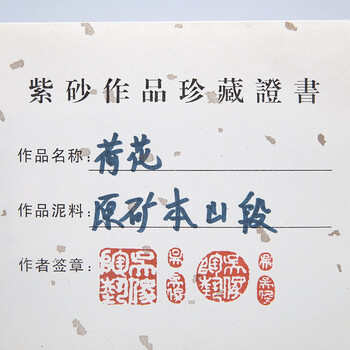 紫砂作品珍藏證書
作品名称:荷花
作品泥料:原矿本山段
作者签章: